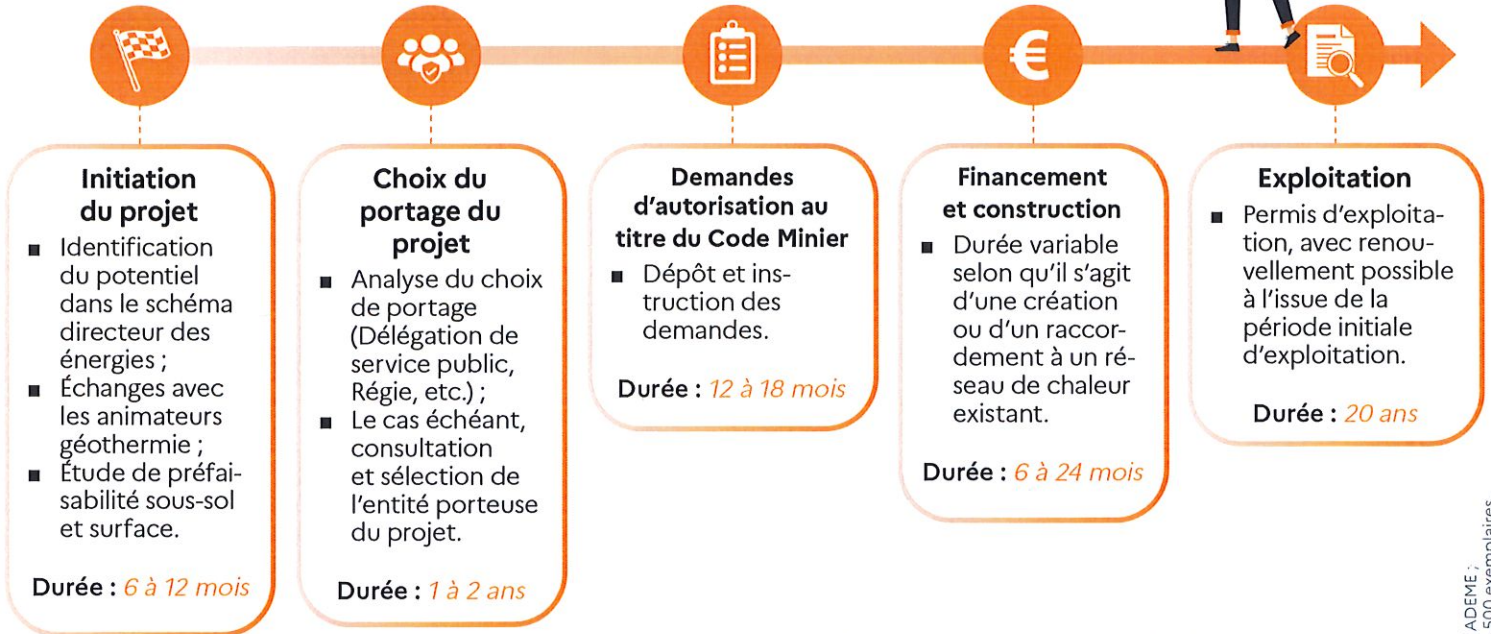 €
Initiation
du projet
■ Identification
du potentiel
dans le schéma
directeur des
énergies ;
■ Échanges avec
les animateurs
géothermie ;
■ Étude de préfai-
sabilité sous-sol
et surface.
Durée : 6 à 12 mois
Choix du
portage du
projet
■ Analyse du choix
de portage
(Délégation de
service public,
Régie, etc.) ;
■ Le cas échéant,
consultation
et sélection de
l'entité porteuse
du projet.
Durée : 1 à 2 ans
Demandes
d'autorisation au
titre du Code Minier
■ Dépôt et ins-
truction des
demandes.
Durée : 12 à 18 mois
Financement
et construction
■ Durée variable
selon qu'il s'agit
d'une création
ou d'un raccor-
dement à un ré-
seau de chaleur
existant.
Durée : 6 à 24 mois
Exploitation
■ Permis d'exploita-
tion, avec renou-
vellement possible
à l'issue de la
période initiale
d'exploitation.
Durée : 20 ans
ADEME ;
500 exemplaires